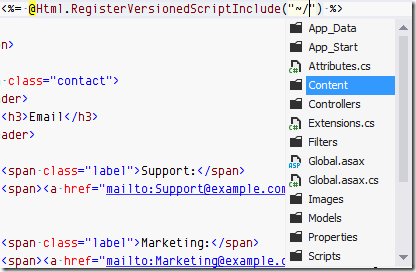 <%= @Html.RegisterVersionedScriptInclude("~/") %>
App_Data
n>
App_Start
Attributes.cs
class="contact">
Content
der>
Controllers
<h3>Email</h3>
Extensions.cs
ader>
Filters
Global.asax
<span class="label">Support:</span>
Global.asax.cs
<span><a href="mailto:Support@example.com
Images
Models
<span class="label">Marketing:</span>
Properties
<span><a href="mailto:Marketing@example.c
Scripts